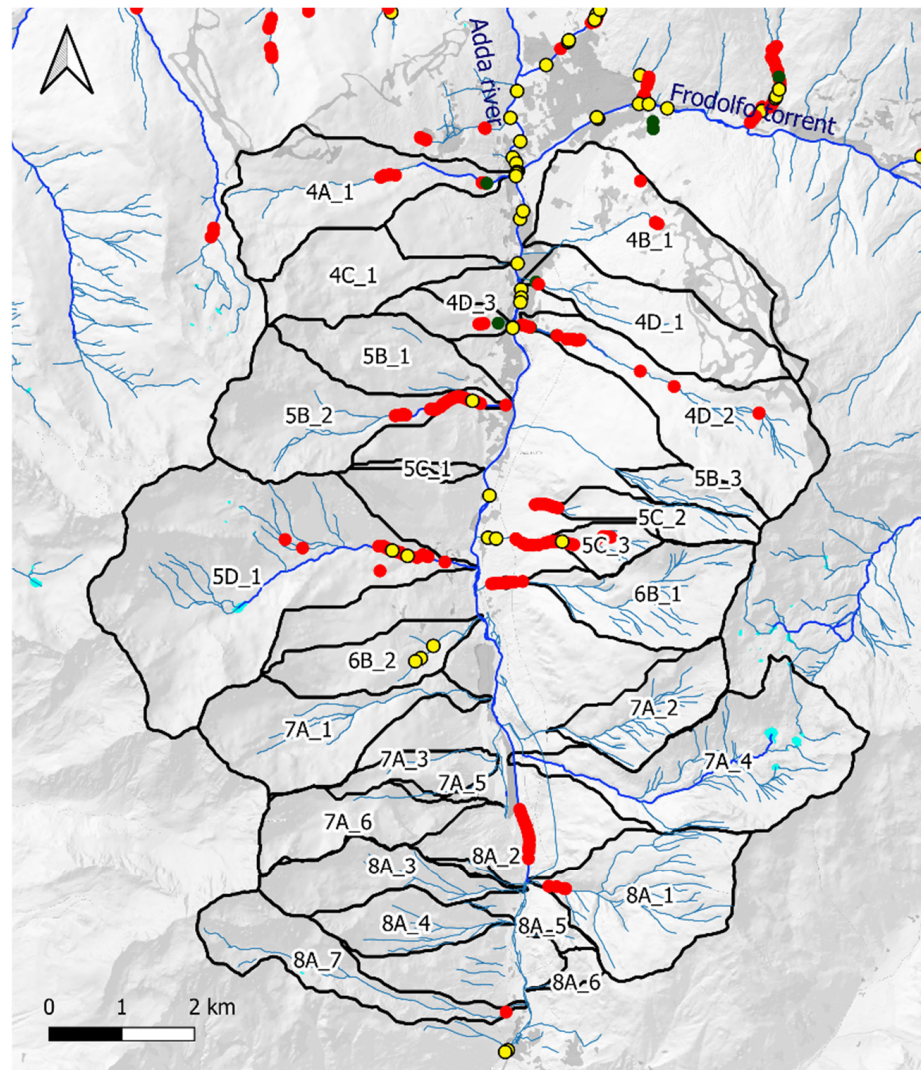 Adda river
Frodolfo torrent
4A_1
4B_1
4C_1
4D_3
4D_1
5B_1
5B_2
4D_2
5C_1
5B_3
5C_2
5C_3
5D_1
6B_1
6B_2
7A_1
7A_2
7A_3
7A_4
7A_5
7A_6
8A_2
8A_3
8A_1
8A_4
8A_5
8A_7
8A_6
0 1 2 km